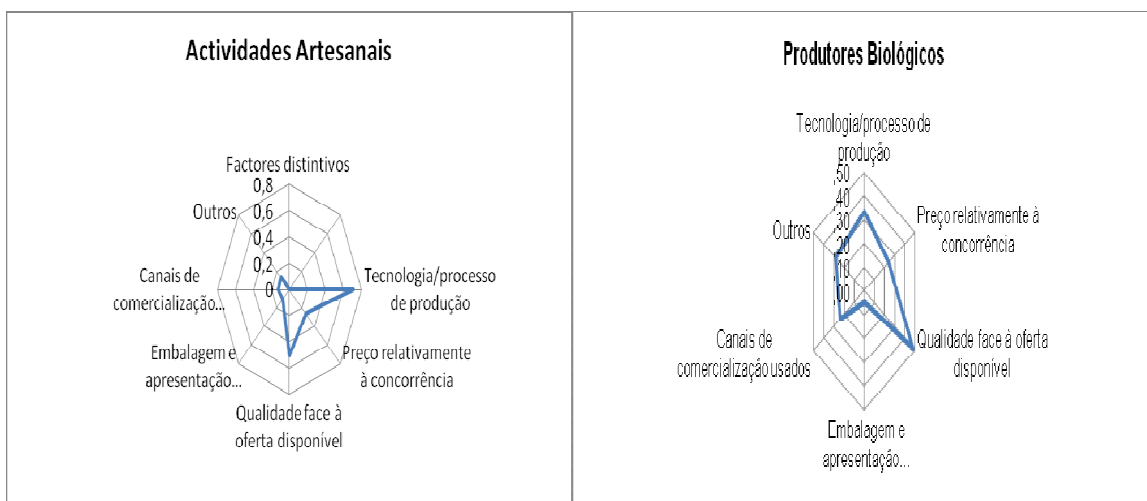 Actividades Artesanais
Factores distintivos
0,8
0,6
0,4
0,2
0
Outros
Canais de
comercialização...
Embalagem e
apresentação...
Qualidade face à
oferta disponível
Preço relativamente
à concorrência
Tecnologia/processo
de produção
Produtores Biológicos
Tecnologia/processo de
produção
,50
,40
,30
,20
,10
,00
Preço relativamente à
concorrência
Outros
Qualidade face à oferta
disponível
Canais de
comercialização usados
Embalagem e
apresentação...